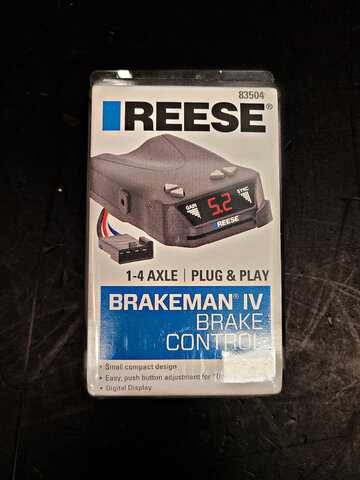 83504
REESE®
GAIN
5.2
SYNC
REESE
1-4 AXLE | PLUG & PLAY
BRAKEMAN® IV
BRAKE
CONTROL
• Small compact design
• Easy, push button adjustment for
• Digital Display